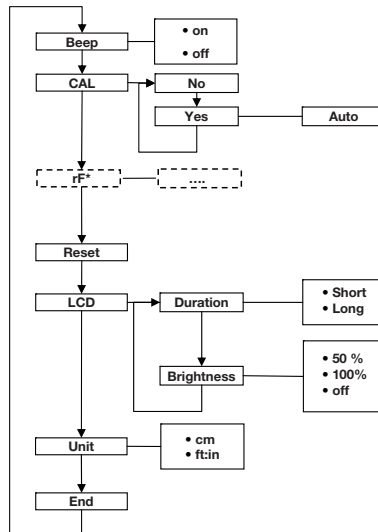 Beep
• on
• off
CAL
No
Yes
Auto
rF*
....
Reset
LCD
Duration
• Short
• Long
Brightness
• 50 %
• 100%
• off
Unit
• cm
• ft:in
End